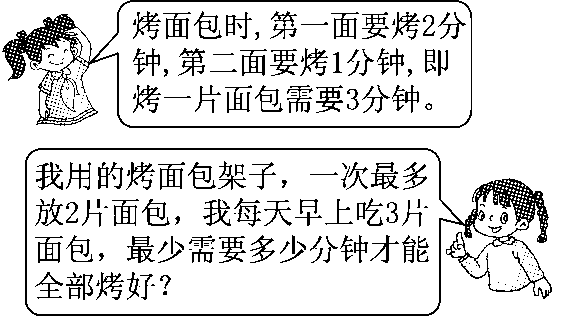 烤面包时,第一面要烤2分
钟,第二面要烤1分钟,即
烤一片面包需要3分钟。
我用的烤面包架子，一次最多
放2片面包，我每天早上吃3片
面包，最少需要多少分钟才能
全部烤好？